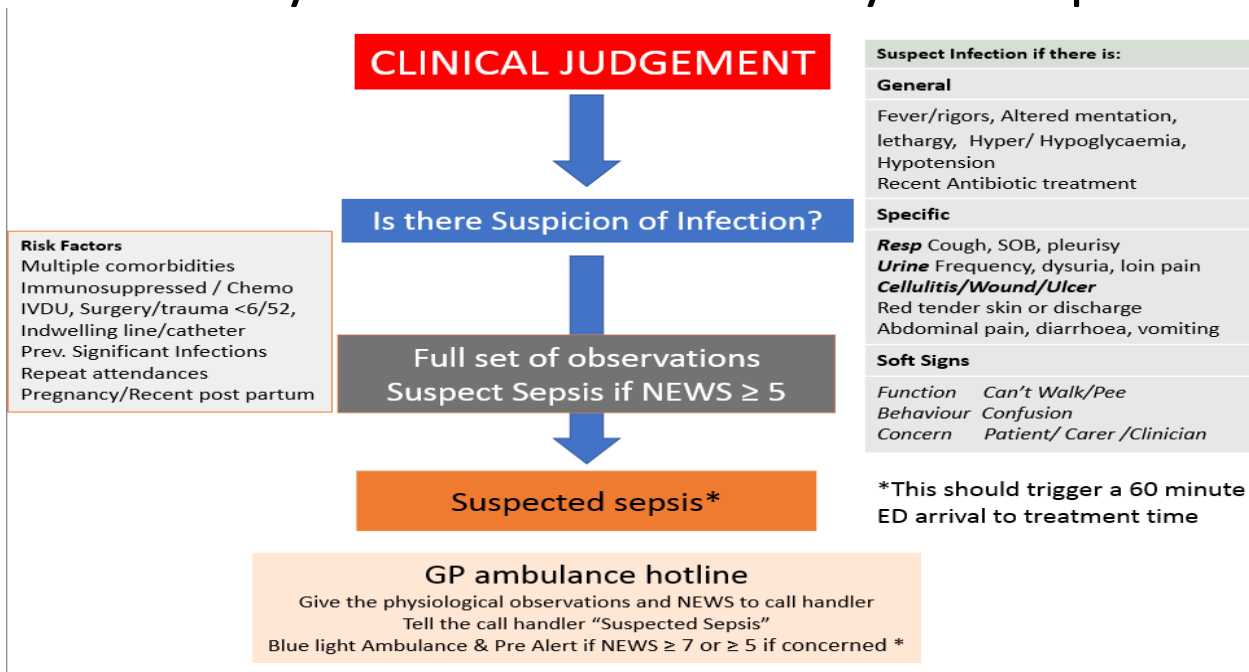 CLINICAL JUDGEMENT
Is there Suspicion of Infection?
Full set of observations
Suspect Sepsis if NEWS ≥ 5
Suspected sepsis*
GP ambulance hotline
Give the physiological observations and NEWS to call handler
Tell the call handler “Suspected Sepsis”
Blue light Ambulance & Pre Alert if NEWS ≥ 7 or ≥ 5 if concerned *
Risk Factors
Multiple comorbidities
Immunosuppressed / Chemo
IVDU, Surgery/trauma <6/52,
Indwelling line/catheter
Prev. Significant Infections
Repeat attendances
Pregnancy/Recent post partum
Suspect Infection if there is:
General
Fever/rigors, Altered mentation,
lethargy, Hyper/ Hypoglycaemia,
Hypotension
Recent Antibiotic treatment
Specific
Resp Cough, SOB, pleurisy
Urine Frequency, dysuria, loin pain
Cellulitis/Wound/Ulcer
Red tender skin or discharge
Abdominal pain, diarrhoea, vomiting
Soft Signs
Function Can’t Walk/Pee
Behaviour Confusion
Concern Patient/ Carer /Clinician
*This should trigger a 60 minute
ED arrival to treatment time